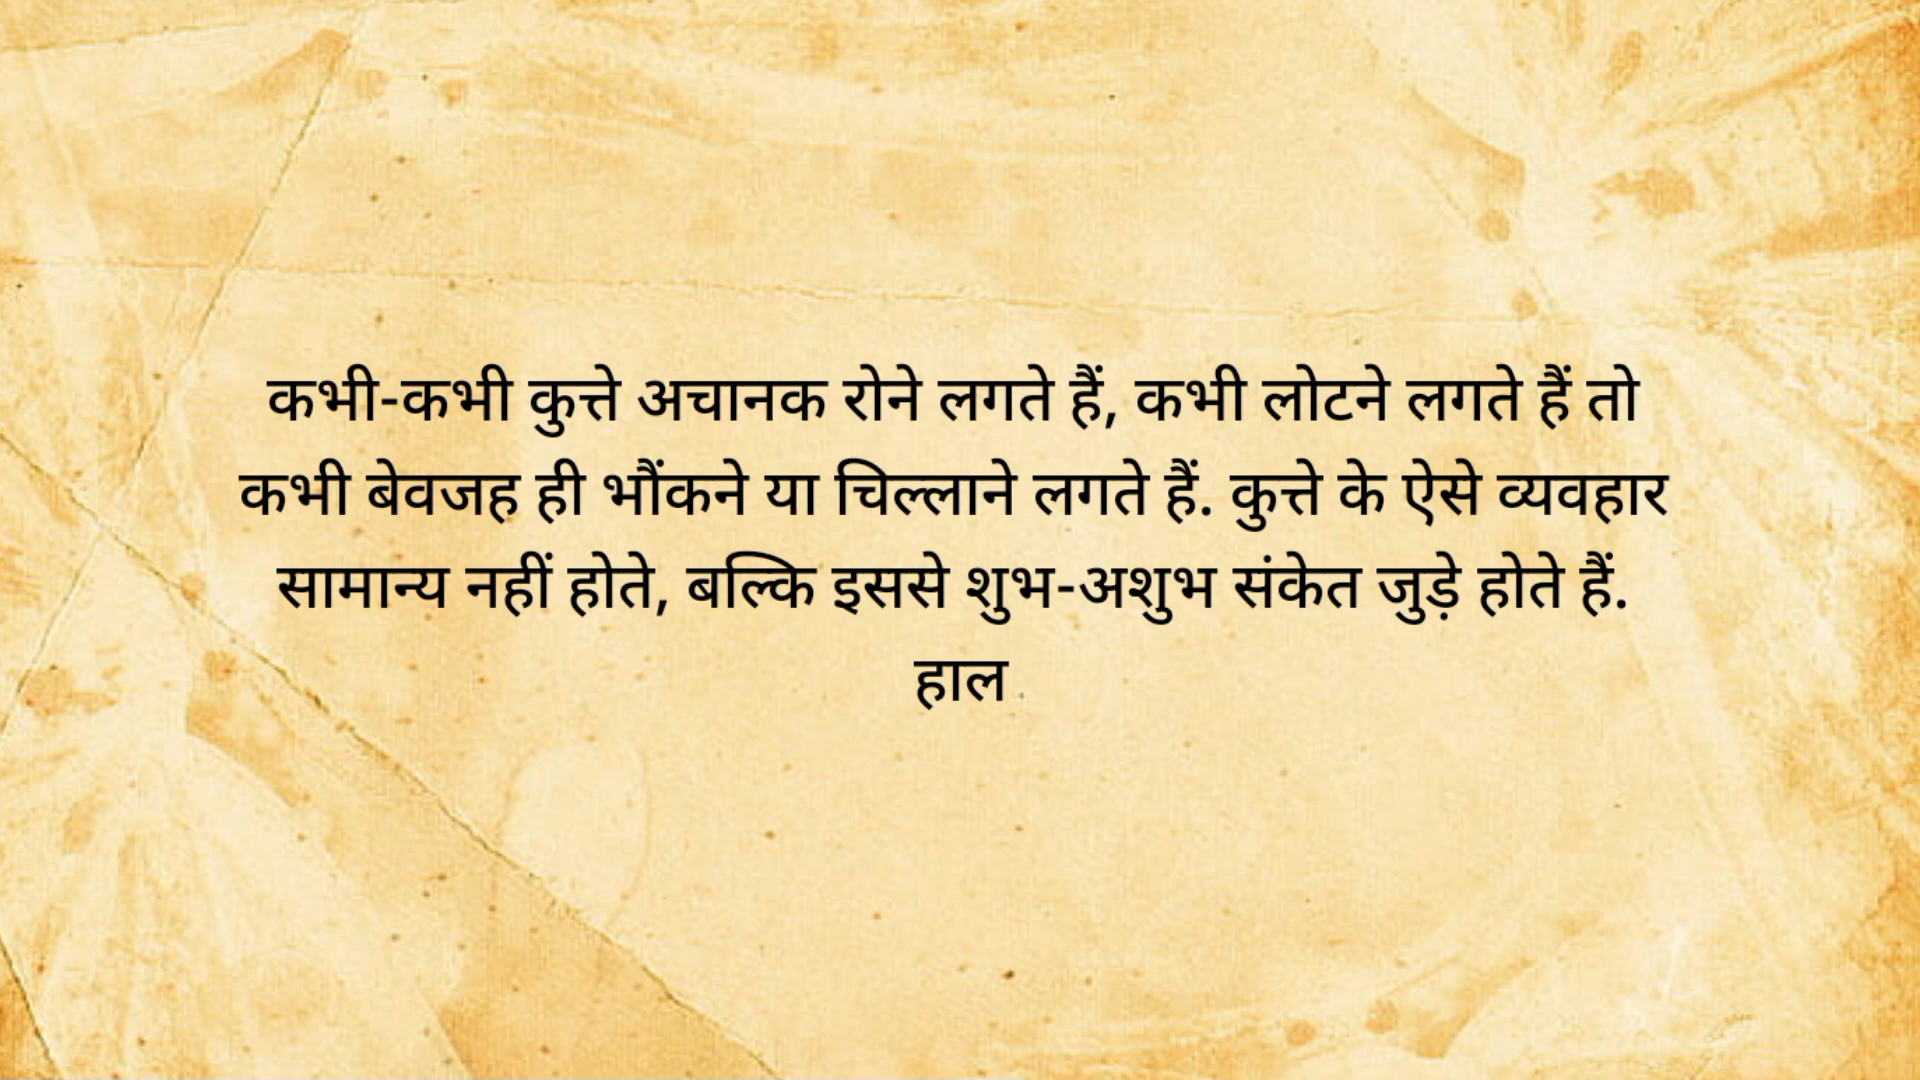 कभी-कभी कुत्ते अचानक रोने लगते हैं, कभी लोटने लगते हैं तो
कभी बेवजह ही भौंकने या चिल्लाने लगते हैं. कुत्ते के ऐसे व्यवहार
सामान्य नहीं होते, बल्कि इससे शुभ-अशुभ संकेत जुड़े होते हैं.
हाल